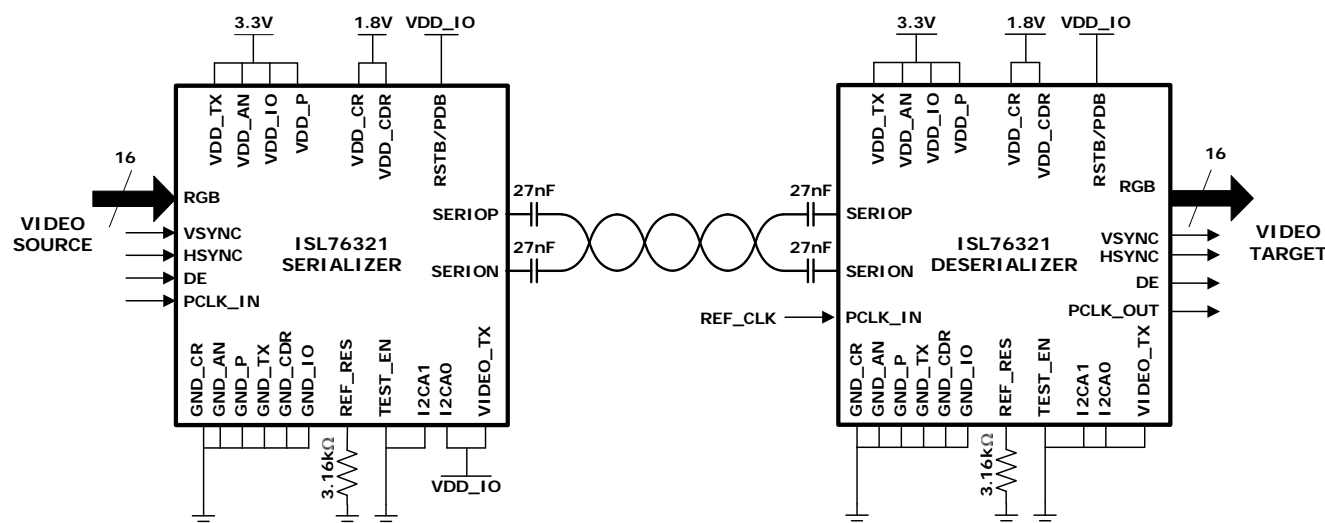 3.3V
1.8V
VDD_IO
VDD_TX
VDD_AN
VDD_IO
VDD_P
VDD_CR
VDD_CDR
RSTB/PDB
16
RGB
VIDEO
SOURCE
VSYNC
HSYNC
DE
PCLK_IN
ISL76321
SERIALIZER
SERIOP
SERION
27nF
27nF
GND_CR
GND_AN
GND_P
GND_TX
GND_CDR
GND_IO
REF_RES
TEST_EN
I2CA1
I2CA0
VIDEO_TX
3.16kΩ
VDD_IO
3.3V
1.8V
VDD_IO
VDD_TX
VDD_AN
VDD_IO
VDD_P
VDD_CR
VDD_CDR
RSTB/PDB
27nF
27nF
SERIOP
SERION
REF_CLK
PCLK_IN
ISL76321
DESERIALIZER
16
RGB
VSYNC
HSYNC
DE
PCLK_OUT
VIDEO
TARGET
GND_CR
GND_AN
GND_P
GND_TX
GND_CDR
GND_IO
REF_RES
TEST_EN
I2CA1
I2CA0
VIDEO_TX
3.16kΩ